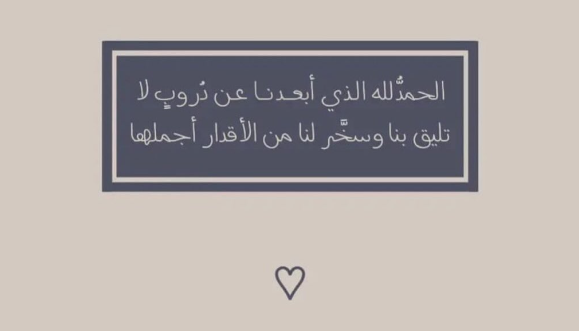 الحمدُلله الذي أبعدنا عن دُروبٍ لا
تليق بنا وسخَّر لنا من الأقدار أجملها